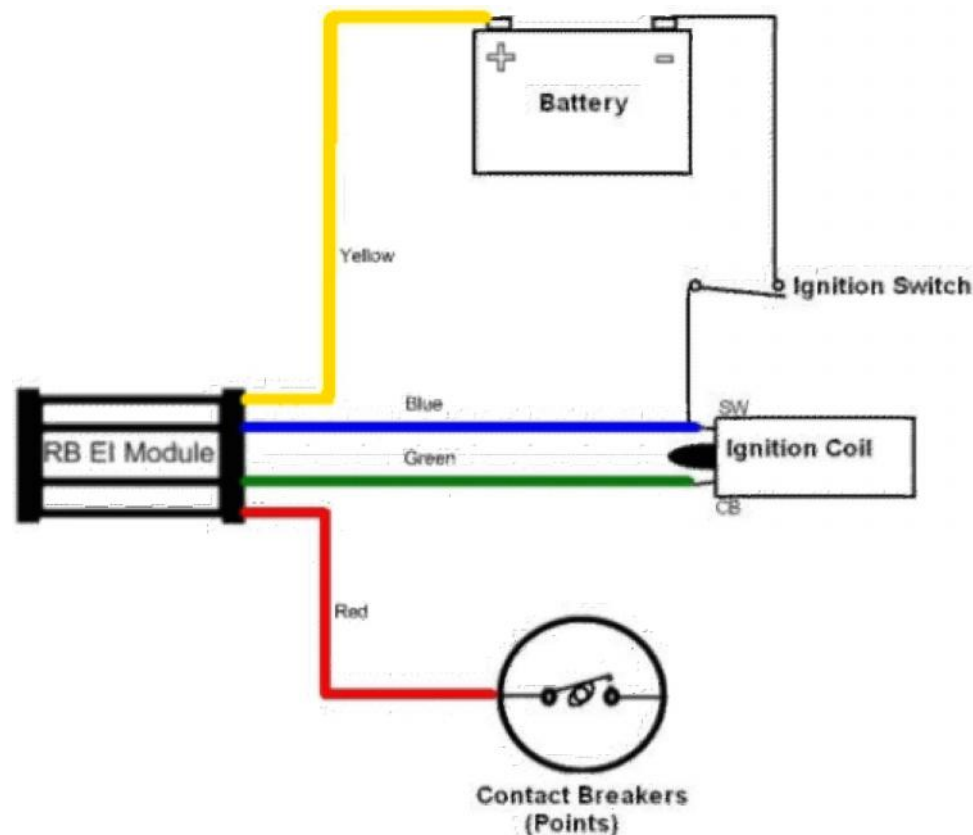 + -
Battery
Yellow
Ignition Switch
Blue
SW
RB EI Module
Ignition Coil
Green
CB
Red
Contact Breakers
(Points)